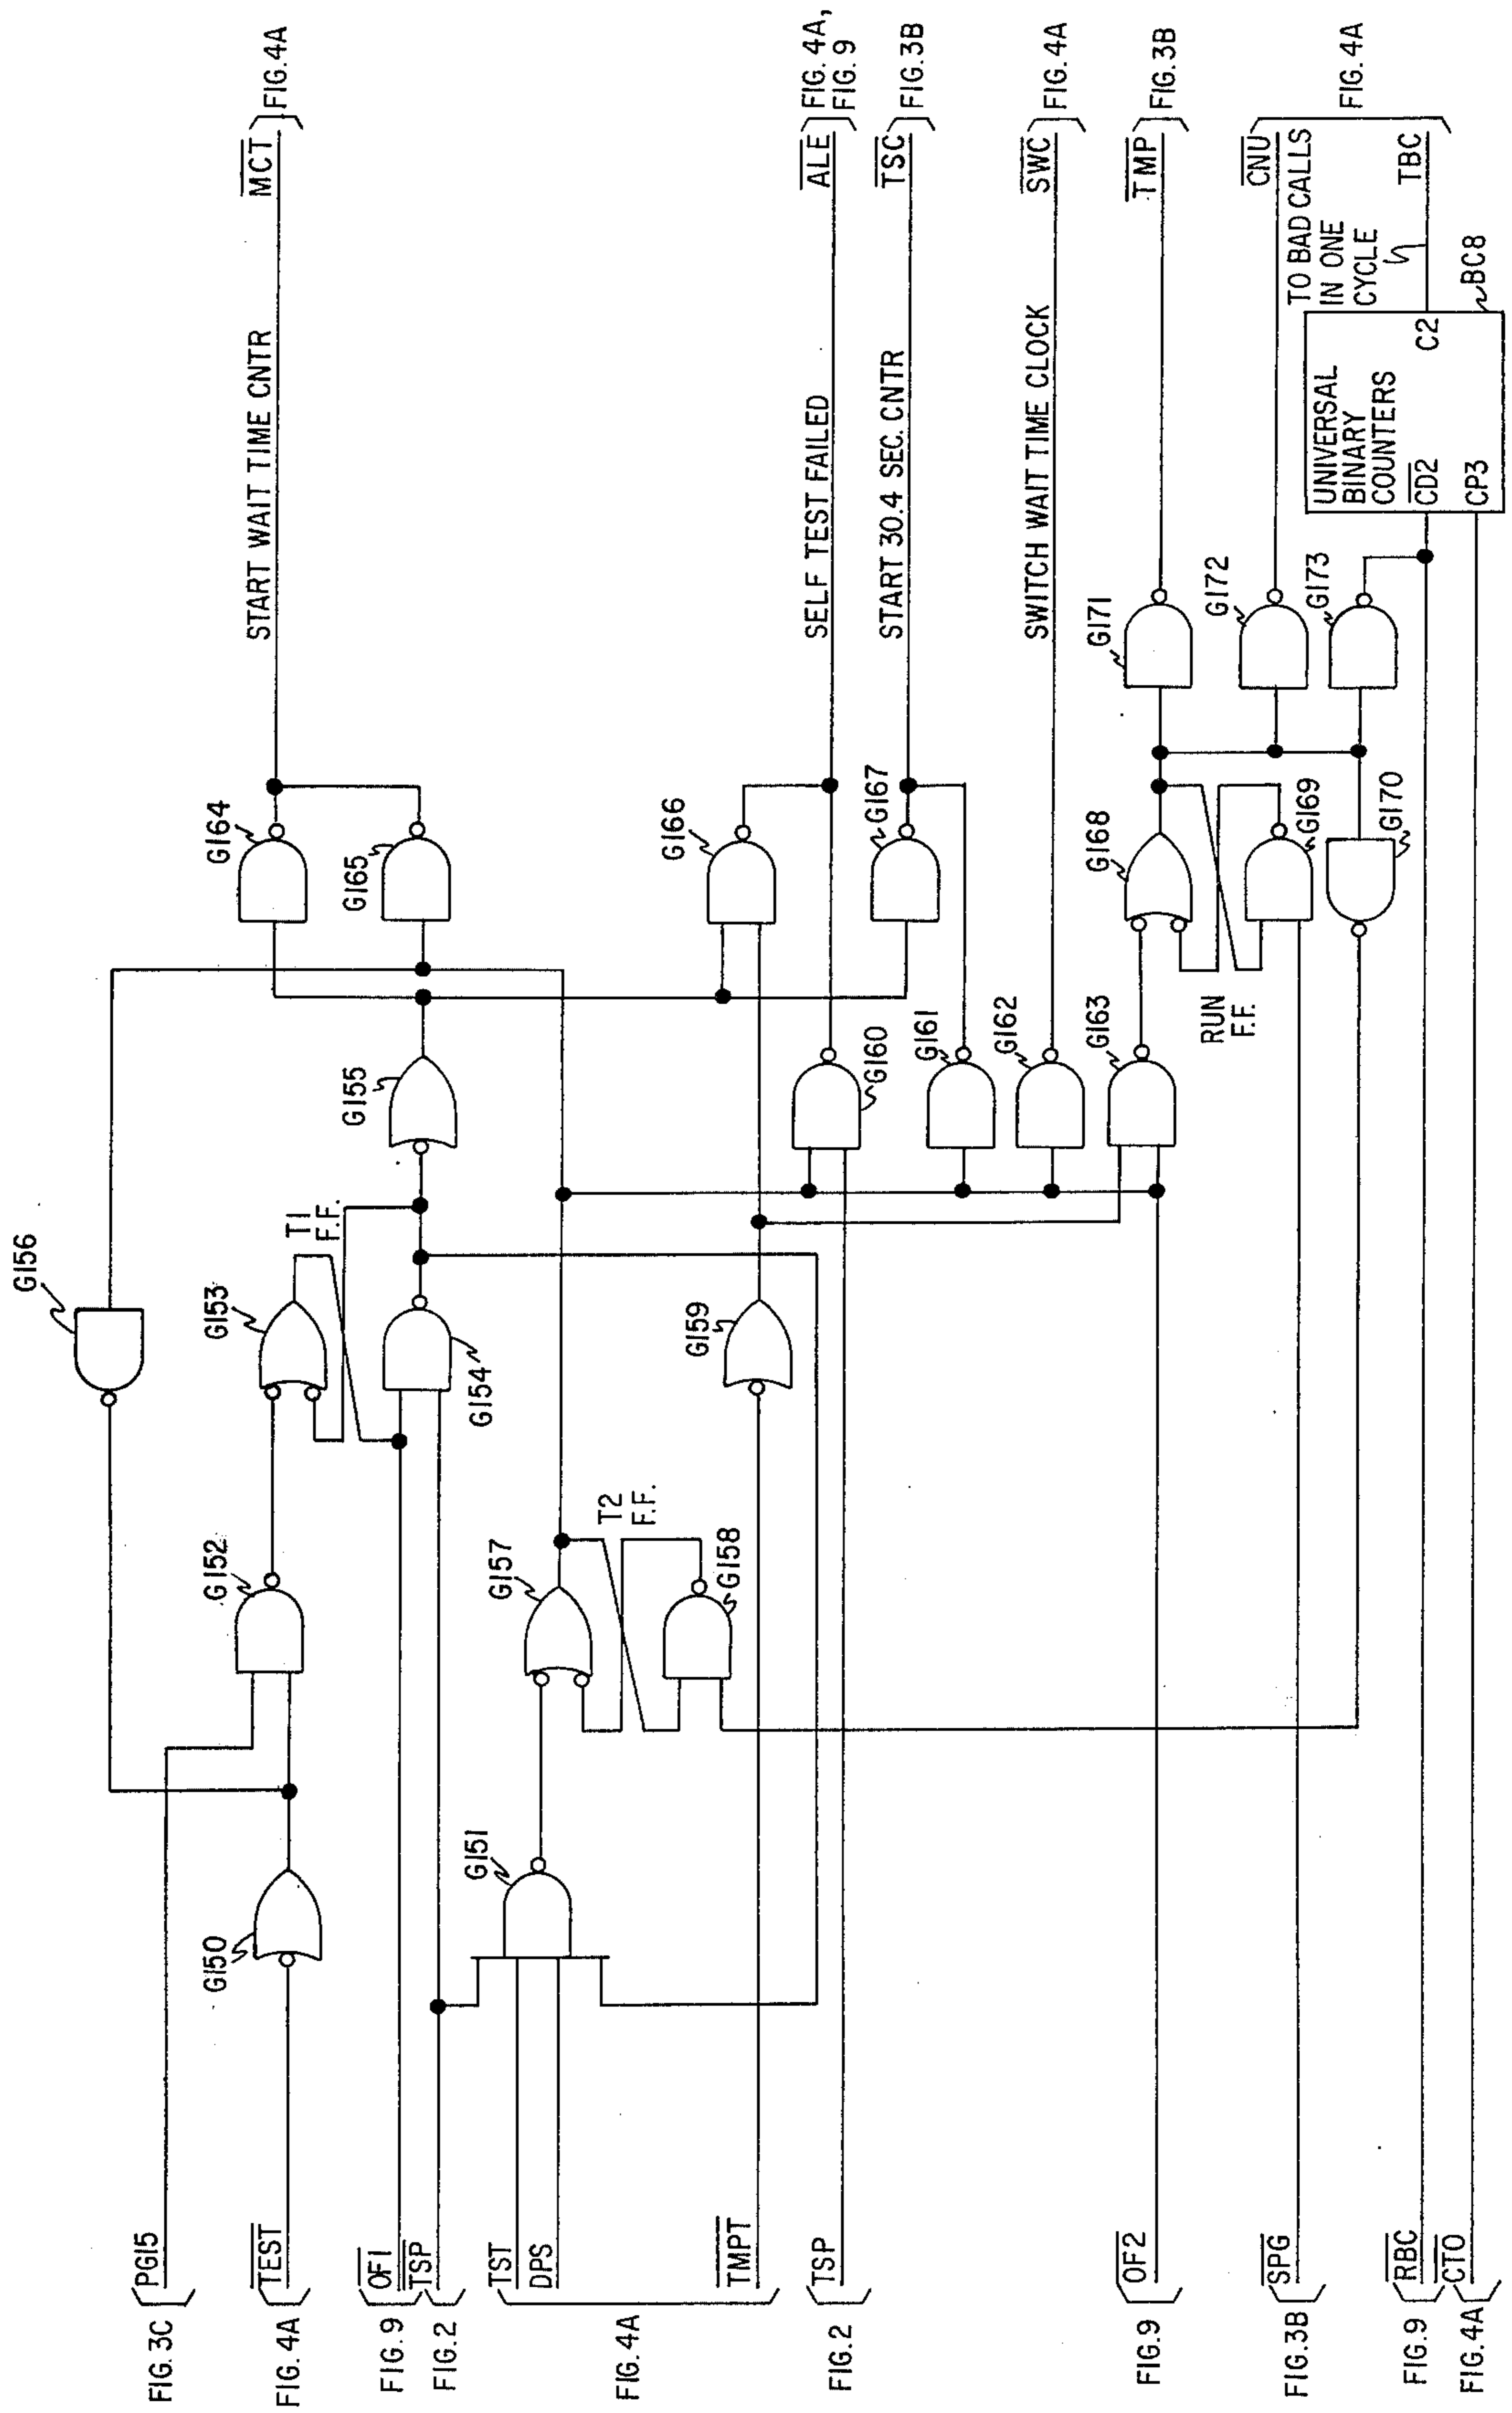 FIG. 3C
PG15
FIG. 4A
TEST
FIG. 9
OF1
FIG. 2
TSP
FIG. 4A
TST
DPS
TMPT
FIG. 2
TSP
FIG. 9
OF2
FIG. 3B
SPG
FIG. 9
RBC
FIG. 4A
CTO
G150
G151
G152
G153
T1
F.F.
G154
G155
G156
G157
T2
F.F.
G158
G159
G160
G161
G162
G163
G164
G165
G166
G167
G168
RUN
F.F.
G169
G170
G171
G172
G173
START WAIT TIME CNTR
MCT
FIG. 4A
SELF TEST FAILED
ALE
FIG. 4A,
FIG. 9
START 30.4 SEC. CNTR
TSC
FIG. 3B
SWITCH WAIT TIME CLOCK
SWC
FIG. 4A
TMP
FIG. 3B
CNU
TO BAD CALLS
IN ONE
CYCLE
TBC
FIG. 4A
UNIVERSAL
BINARY
COUNTERS
CD2
C2
CP3
BC8